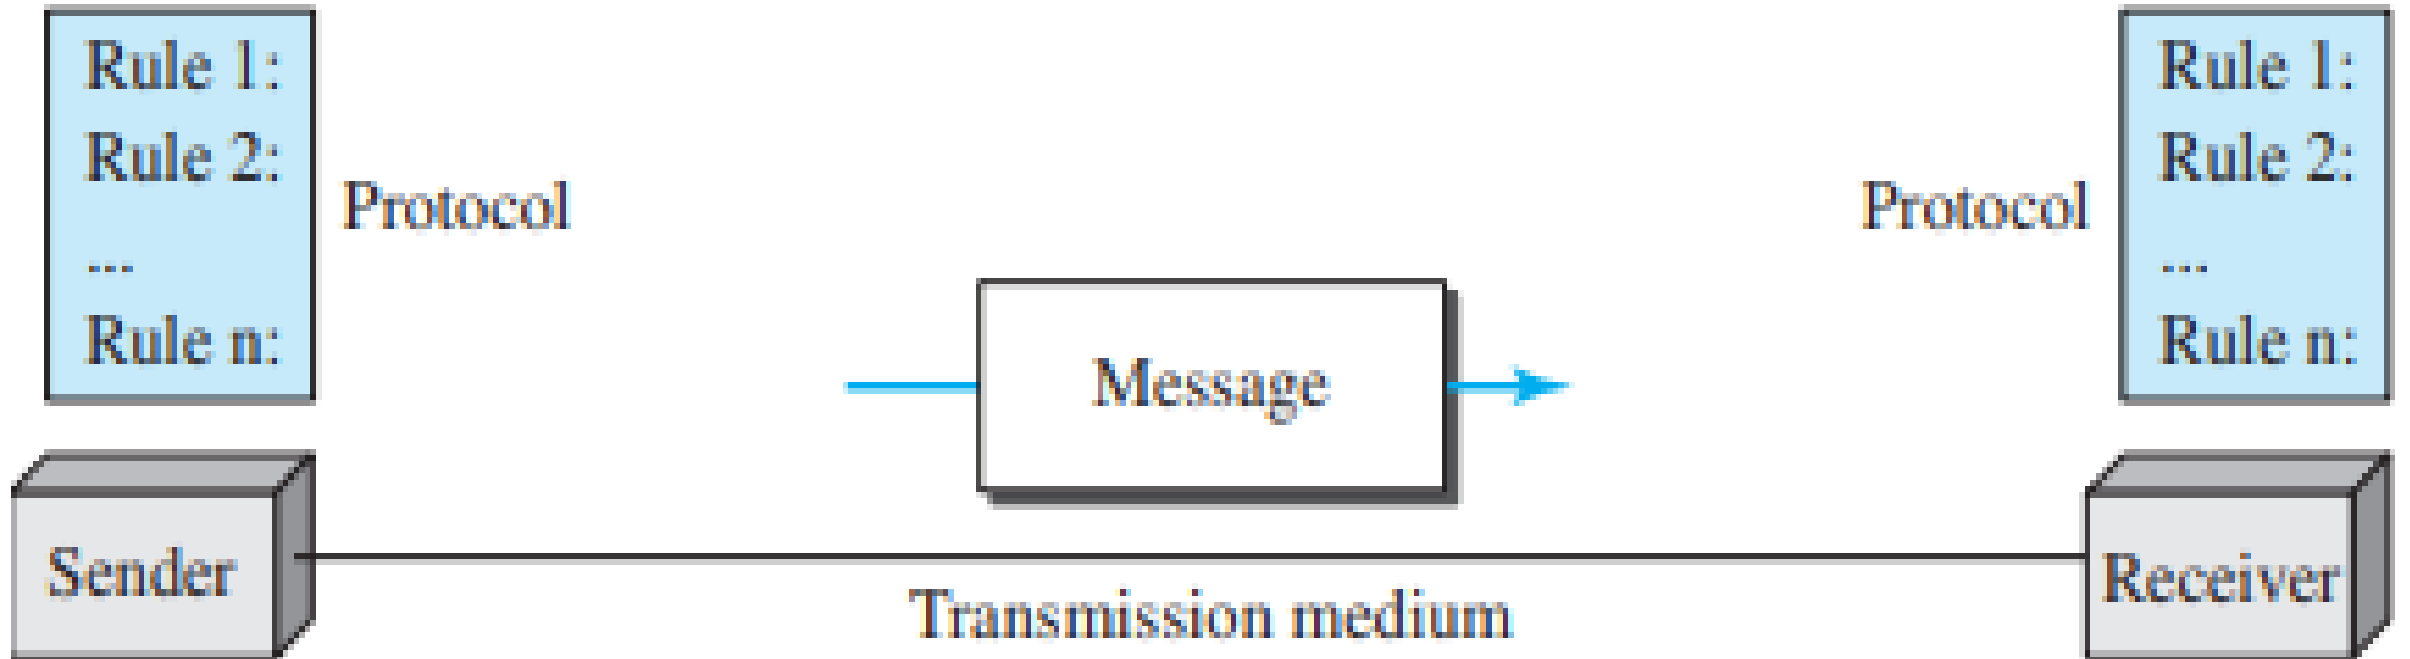 Rule 1:
Rule 2:
...
Rule n:
Protocol
Message
Protocol
Rule 1:
Rule 2:
...
Rule n:
Sender
Transmission medium
Receiver